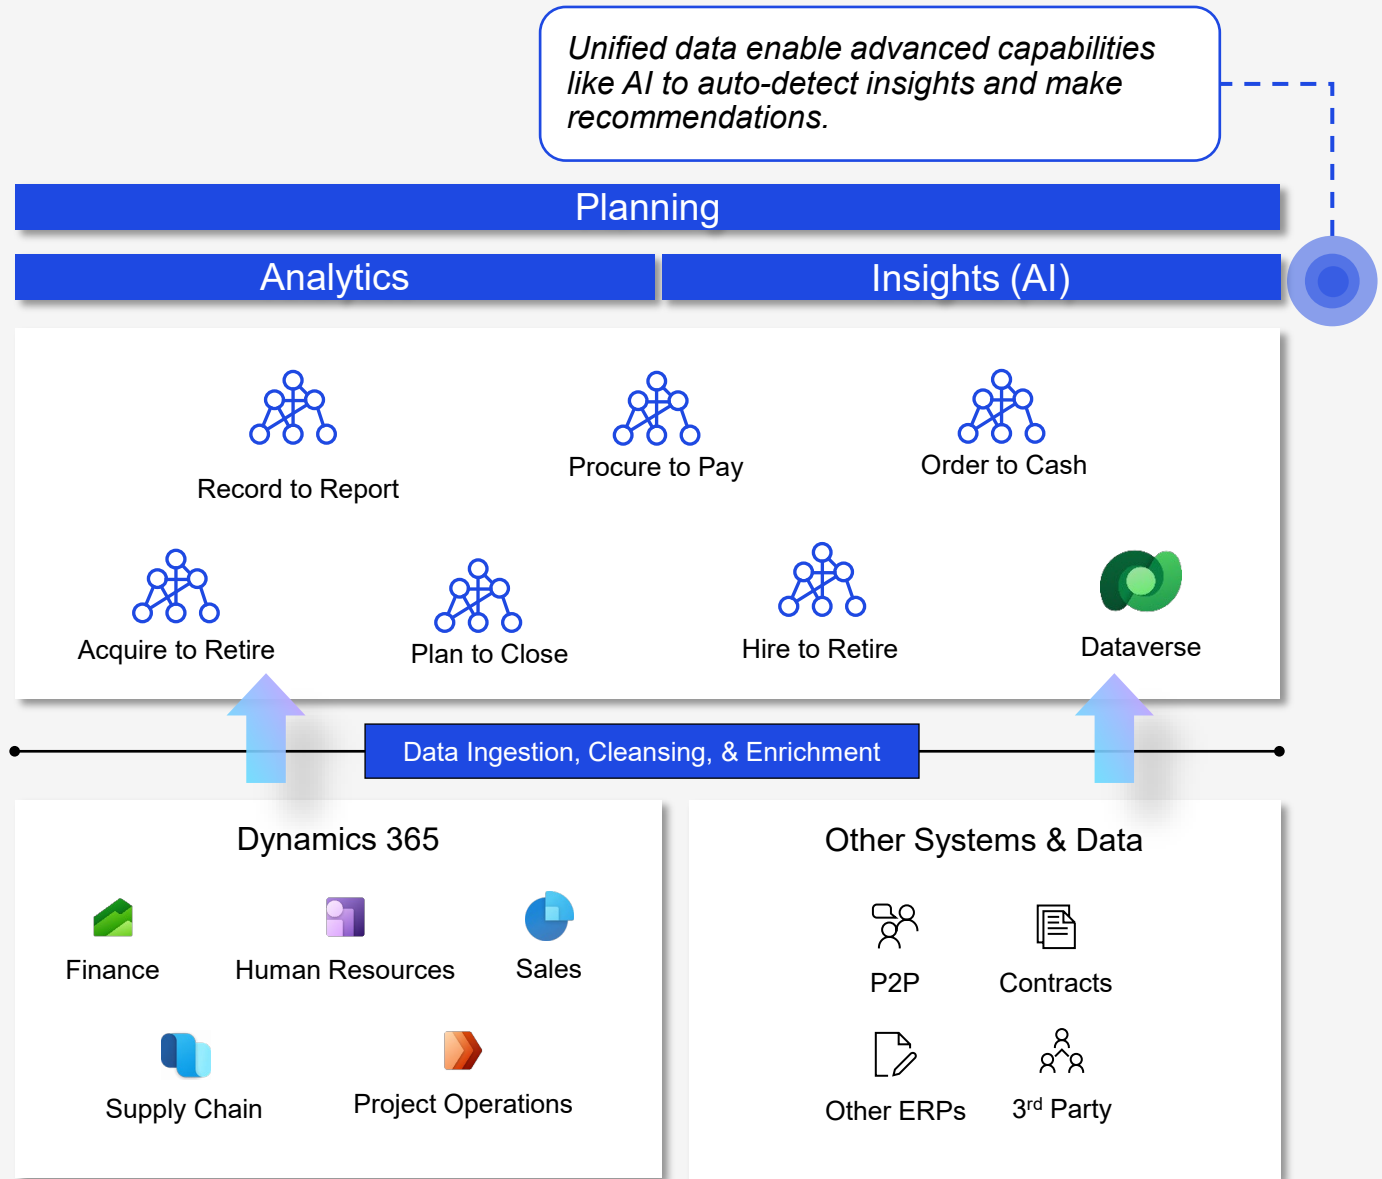 Unified data enable advanced capabilities
like AI to auto-detect insights and make
recommendations.
Planning
Analytics
Insights (AI)
Record to Report
Procure to Pay
Order to Cash
Acquire to Retire
Plan to Close
Hire to Retire
Dataverse
Data Ingestion, Cleansing, & Enrichment
Dynamics 365
Finance
Human Resources
Sales
Supply Chain
Project Operations
Other Systems & Data
P2P
Contracts
Other ERPs
3rd Party